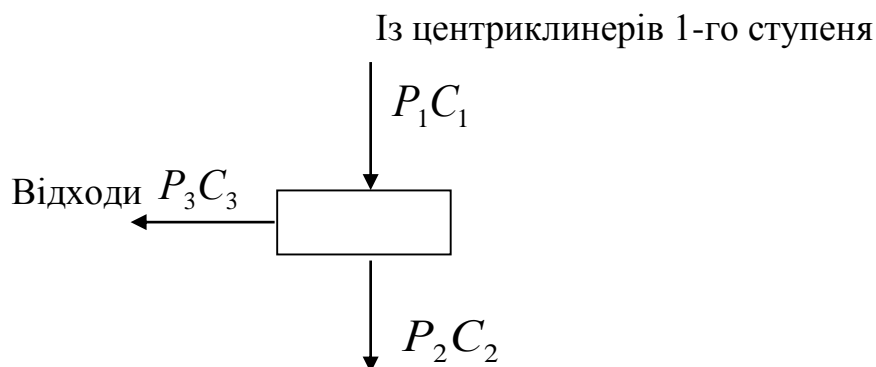 Із центриклинерів 1-го ступеня
P₁C₁
Відходи P₃C₃
P₂C₂